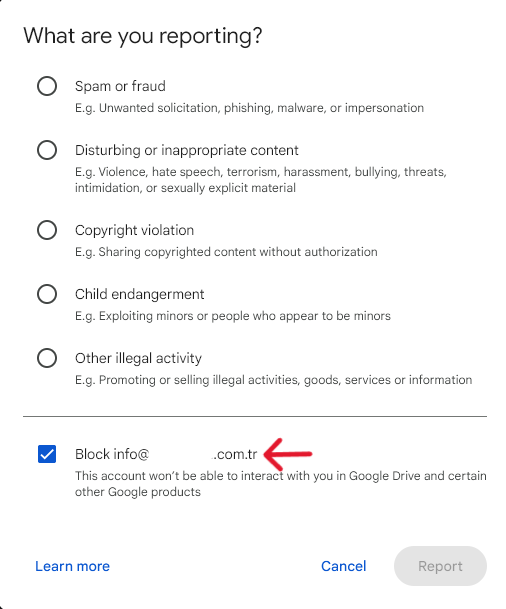 What are you reporting?
Spam or fraud
E.g. Unwanted solicitation, phishing, malware, or impersonation
Disturbing or inappropriate content
E.g. Violence, hate speech, terrorism, harassment, bullying, threats,
intimidation, or sexually explicit material
Copyright violation
E.g. Sharing copyrighted content without authorization
Child endangerment
E.g. Exploiting minors or people who appear to be minors
Other illegal activity
E.g. Promoting or selling illegal activities, goods, services or information
Block info@ .com.tr
This account won't be able to interact with you in Google Drive and certain
other Google products
Learn more
Cancel
Report